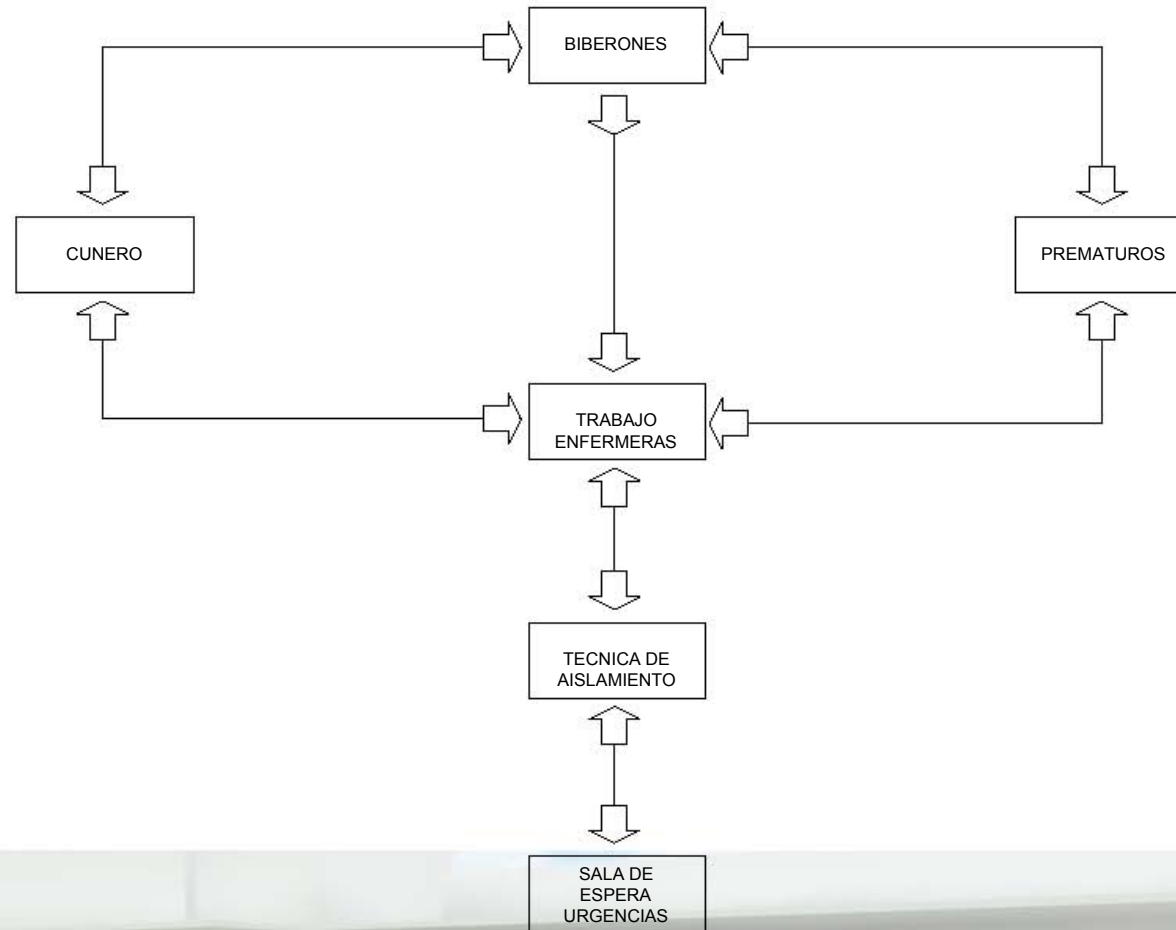 BIBERONES
CUNERO
PREMATUROS
TRABAJO
ENFERMERAS
TECNICA DE
AISLAMIENTO
SALA DE
ESPERA
URGENCIAS